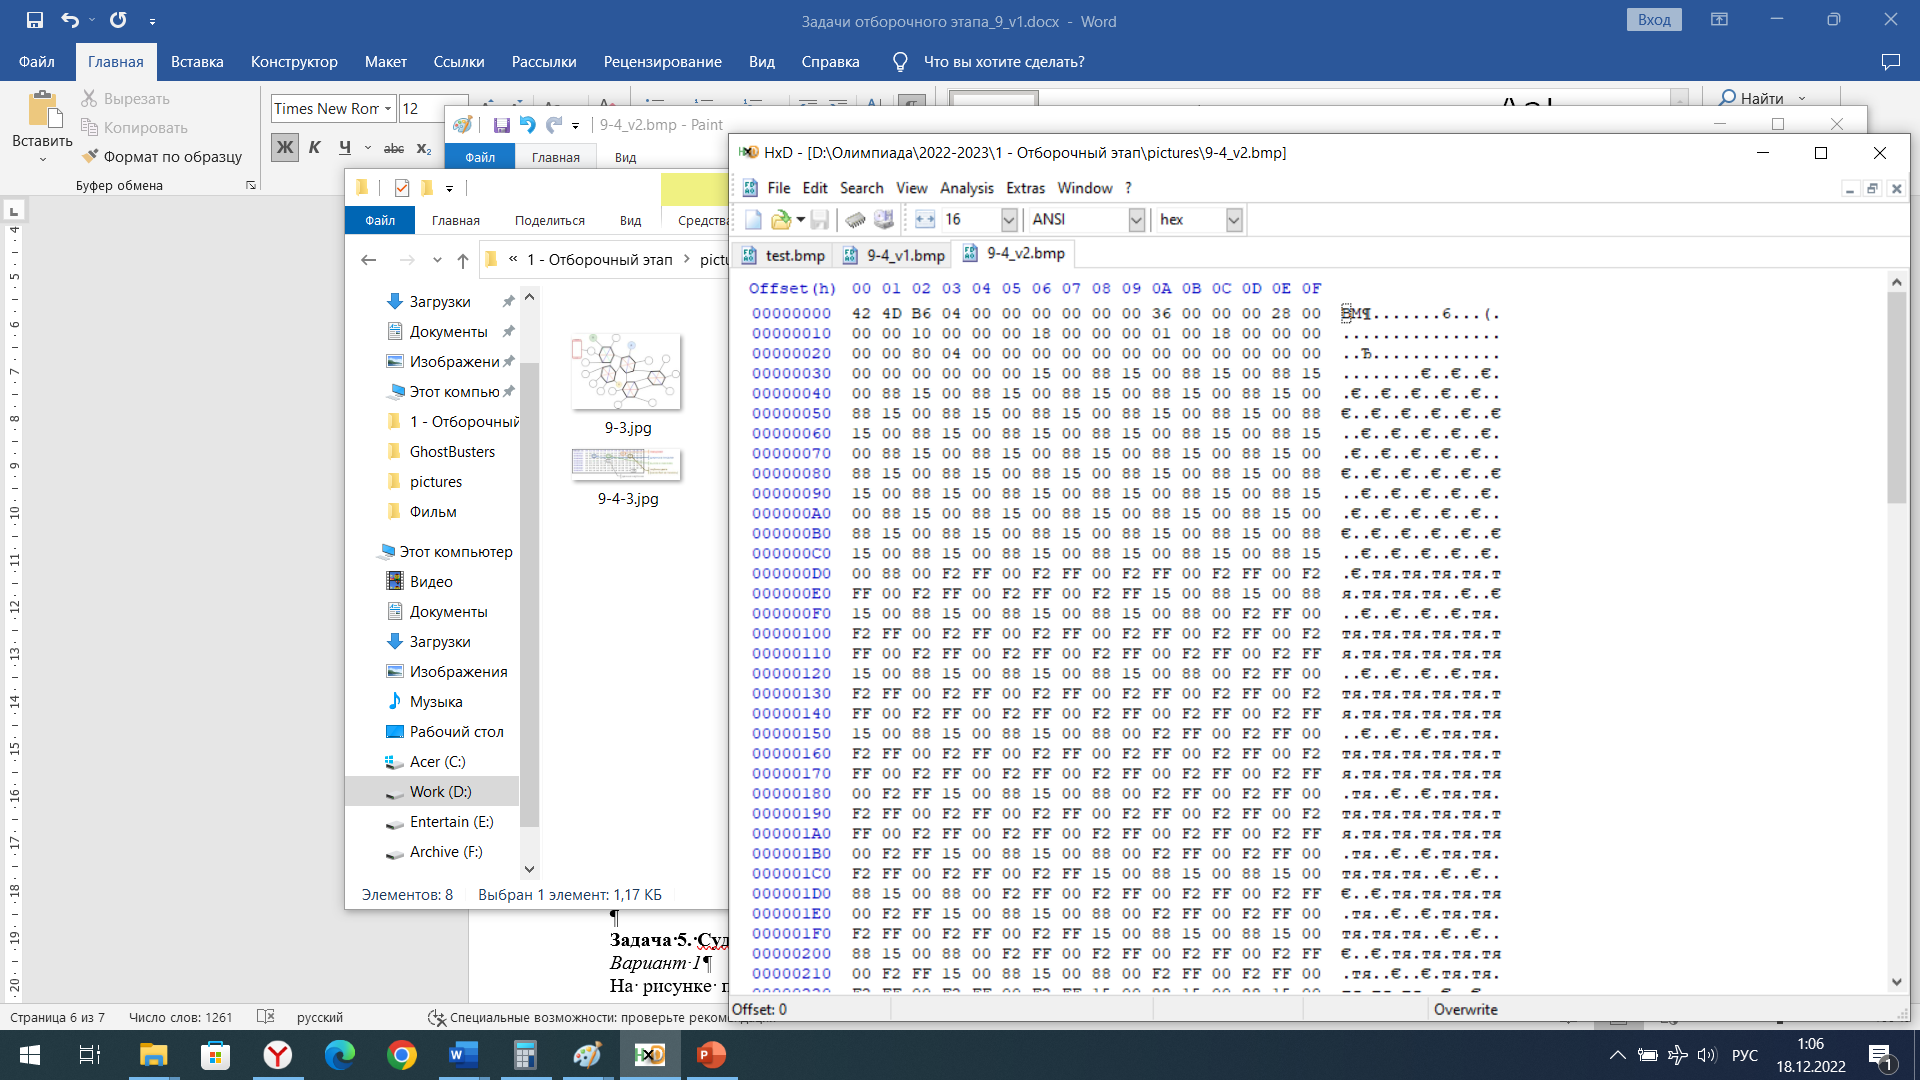 Задачи отборочного этапа_9_v1.docx - Word
Вход
Файл Главная Вставка Конструктор Макет Ссылки Рассылки Рецензирование Вид Справка Что вы хотите сделать?
Вставить
Вырезать
Копировать
Формат по образцу
Буфер обмена
Times New Rom 12
Ж К Ч abc x₂
Найти
9-4_v2.bmp - Paint
Файл Главная Вид
Файл Главная Поделиться Вид
« 1 - Отборочный этап
Загрузки
Документы
Изображени
Этот компью
1 - Отборочный
GhostBusters
pictures
Фильм
Этот компьютер
Видео
Документы
Загрузки
Изображения
Музыка
Рабочий стол
Acer (C:)
Work (D:)
Entertain (E:)
Archive (F:)
9-3.jpg
9-4-3.jpg
Элементов: 8 Выбран 1 элемент: 1,17 КБ
HxD - [D:\Олимпиада\2022-2023\1 - Отборочный этап\pictures\9-4_v2.bmp]
File Edit Search View Analysis Extras Window ?
16 ANSI hex
test.bmp 9-4_v1.bmp 9-4_v2.bmp
Offset(h) 00 01 02 03 04 05 06 07 08 09 0A 0B 0C 0D 0E 0F
00000000 42 4D B6 04 00 00 00 00 00 00 36 00 00 00 28 00 BM¶.......6...(.
00000010 00 00 10 00 00 00 18 00 00 00 01 00 18 00 00 00 ................
00000020 00 00 80 04 00 00 00 00 00 00 00 00 00 00 00 00 ..Ђ.............
00000030 00 00 00 00 00 00 15 00 88 15 00 88 15 00 88 15 ........€..€..€.
00000040 00 88 15 00 88 15 00 88 15 00 88 15 00 88 15 00 .€..€..€..€..€..
00000050 88 15 00 88 15 00 88 15 00 88 15 00 88 15 00 88 €..€..€..€..€..€
00000060 15 00 88 15 00 88 15 00 88 15 00 88 15 00 88 15 ..€..€..€..€..€.
00000070 00 88 15 00 88 15 00 88 15 00 88 15 00 88 15 00 .€..€..€..€..€..
00000080 88 15 00 88 15 00 88 15 00 88 15 00 88 15 00 88 €..€..€..€..€..€
00000090 15 00 88 15 00 88 15 00 88 15 00 88 15 00 88 15 ..€..€..€..€..€.
000000A0 00 88 15 00 88 15 00 88 15 00 88 15 00 88 15 00 .€..€..€..€..€..
000000B0 88 15 00 88 15 00 88 15 00 88 15 00 88 15 00 88 €..€..€..€..€..€
000000C0 15 00 88 15 00 88 15 00 88 15 00 88 15 00 88 15 ..€..€..€..€..€.
000000D0 00 88 00 F2 FF 00 F2 FF 00 F2 FF 00 F2 FF 00 F2 .€.тя.тя.тя.тя.т
000000E0 FF 00 F2 FF 00 F2 FF 00 F2 FF 15 00 88 15 00 88 я.тя.тя.тя..€..€
000000F0 15 00 88 15 00 88 15 00 88 15 00 88 00 F2 FF 00 ..€..€..€..€.тя.
00000100 F2 FF 00 F2 FF 00 F2 FF 00 F2 FF 00 F2 FF 00 F2 тя.тя.тя.тя.тя.т
00000110 FF 00 F2 FF 00 F2 FF 00 F2 FF 00 F2 FF 00 F2 FF я.тя.тя.тя.тя.тя
00000120 15 00 88 15 00 88 15 00 88 15 00 88 00 F2 FF 00 ..€..€..€..€.тя.
00000130 F2 FF 00 F2 FF 00 F2 FF 00 F2 FF 00 F2 FF 00 F2 тя.тя.тя.тя.тя.т
00000140 FF 00 F2 FF 00 F2 FF 00 F2 FF 00 F2 FF 00 F2 FF я.тя.тя.тя.тя.тя
00000150 15 00 88 15 00 88 15 00 88 00 F2 FF 00 F2 FF 00 ..€..€..€.тя.тя.
00000160 F2 FF 00 F2 FF 00 F2 FF 00 F2 FF 00 F2 FF 00 F2 тя.тя.тя.тя.тя.т
00000170 FF 00 F2 FF 00 F2 FF 00 F2 FF 00 F2 FF 00 F2 FF я.тя.тя.тя.тя.тя
00000180 00 F2 FF 15 00 88 15 00 88 00 F2 FF 00 F2 FF 00 .тя..€..€.тя.тя.
00000190 F2 FF 00 F2 FF 00 F2 FF 00 F2 FF 00 F2 FF 00 F2 тя.тя.тя.тя.тя.т
000001A0 FF 00 F2 FF 00 F2 FF 00 F2 FF 00 F2 FF 00 F2 FF я.тя.тя.тя.тя.тя
000001B0 00 F2 FF 15 00 88 15 00 88 00 F2 FF 00 F2 FF 00 .тя..€..€.тя.тя.
000001C0 F2 FF 00 F2 FF 00 F2 FF 15 00 88 15 00 88 15 00 тя.тя.тя..€..€..
000001D0 88 15 00 88 00 F2 FF 00 F2 FF 00 F2 FF 00 F2 FF €..€.тя.тя.тя.тя
000001E0 00 F2 FF 15 00 88 15 00 88 00 F2 FF 00 F2 FF 00 .тя..€..€.тя.тя.
000001F0 F2 FF 00 F2 FF 00 F2 FF 15 00 88 15 00 88 15 00 тя.тя.тя..€..€..
00000200 88 15 00 88 00 F2 FF 00 F2 FF 00 F2 FF 00 F2 FF €..€.тя.тя.тя.тя
00000210 00 F2 FF 15 00 88 15 00 88 00 F2 FF 00 F2 FF 00 .тя..€..€.тя.тя.
Offset: 0 Overwrite
Задача 5. Суд
Вариант 1¶
На рисунке п
Страница 6 из 7 Число слов: 1261 русский Специальные возможности: проверьте реком
РУС
1:06
18.12.2022
1